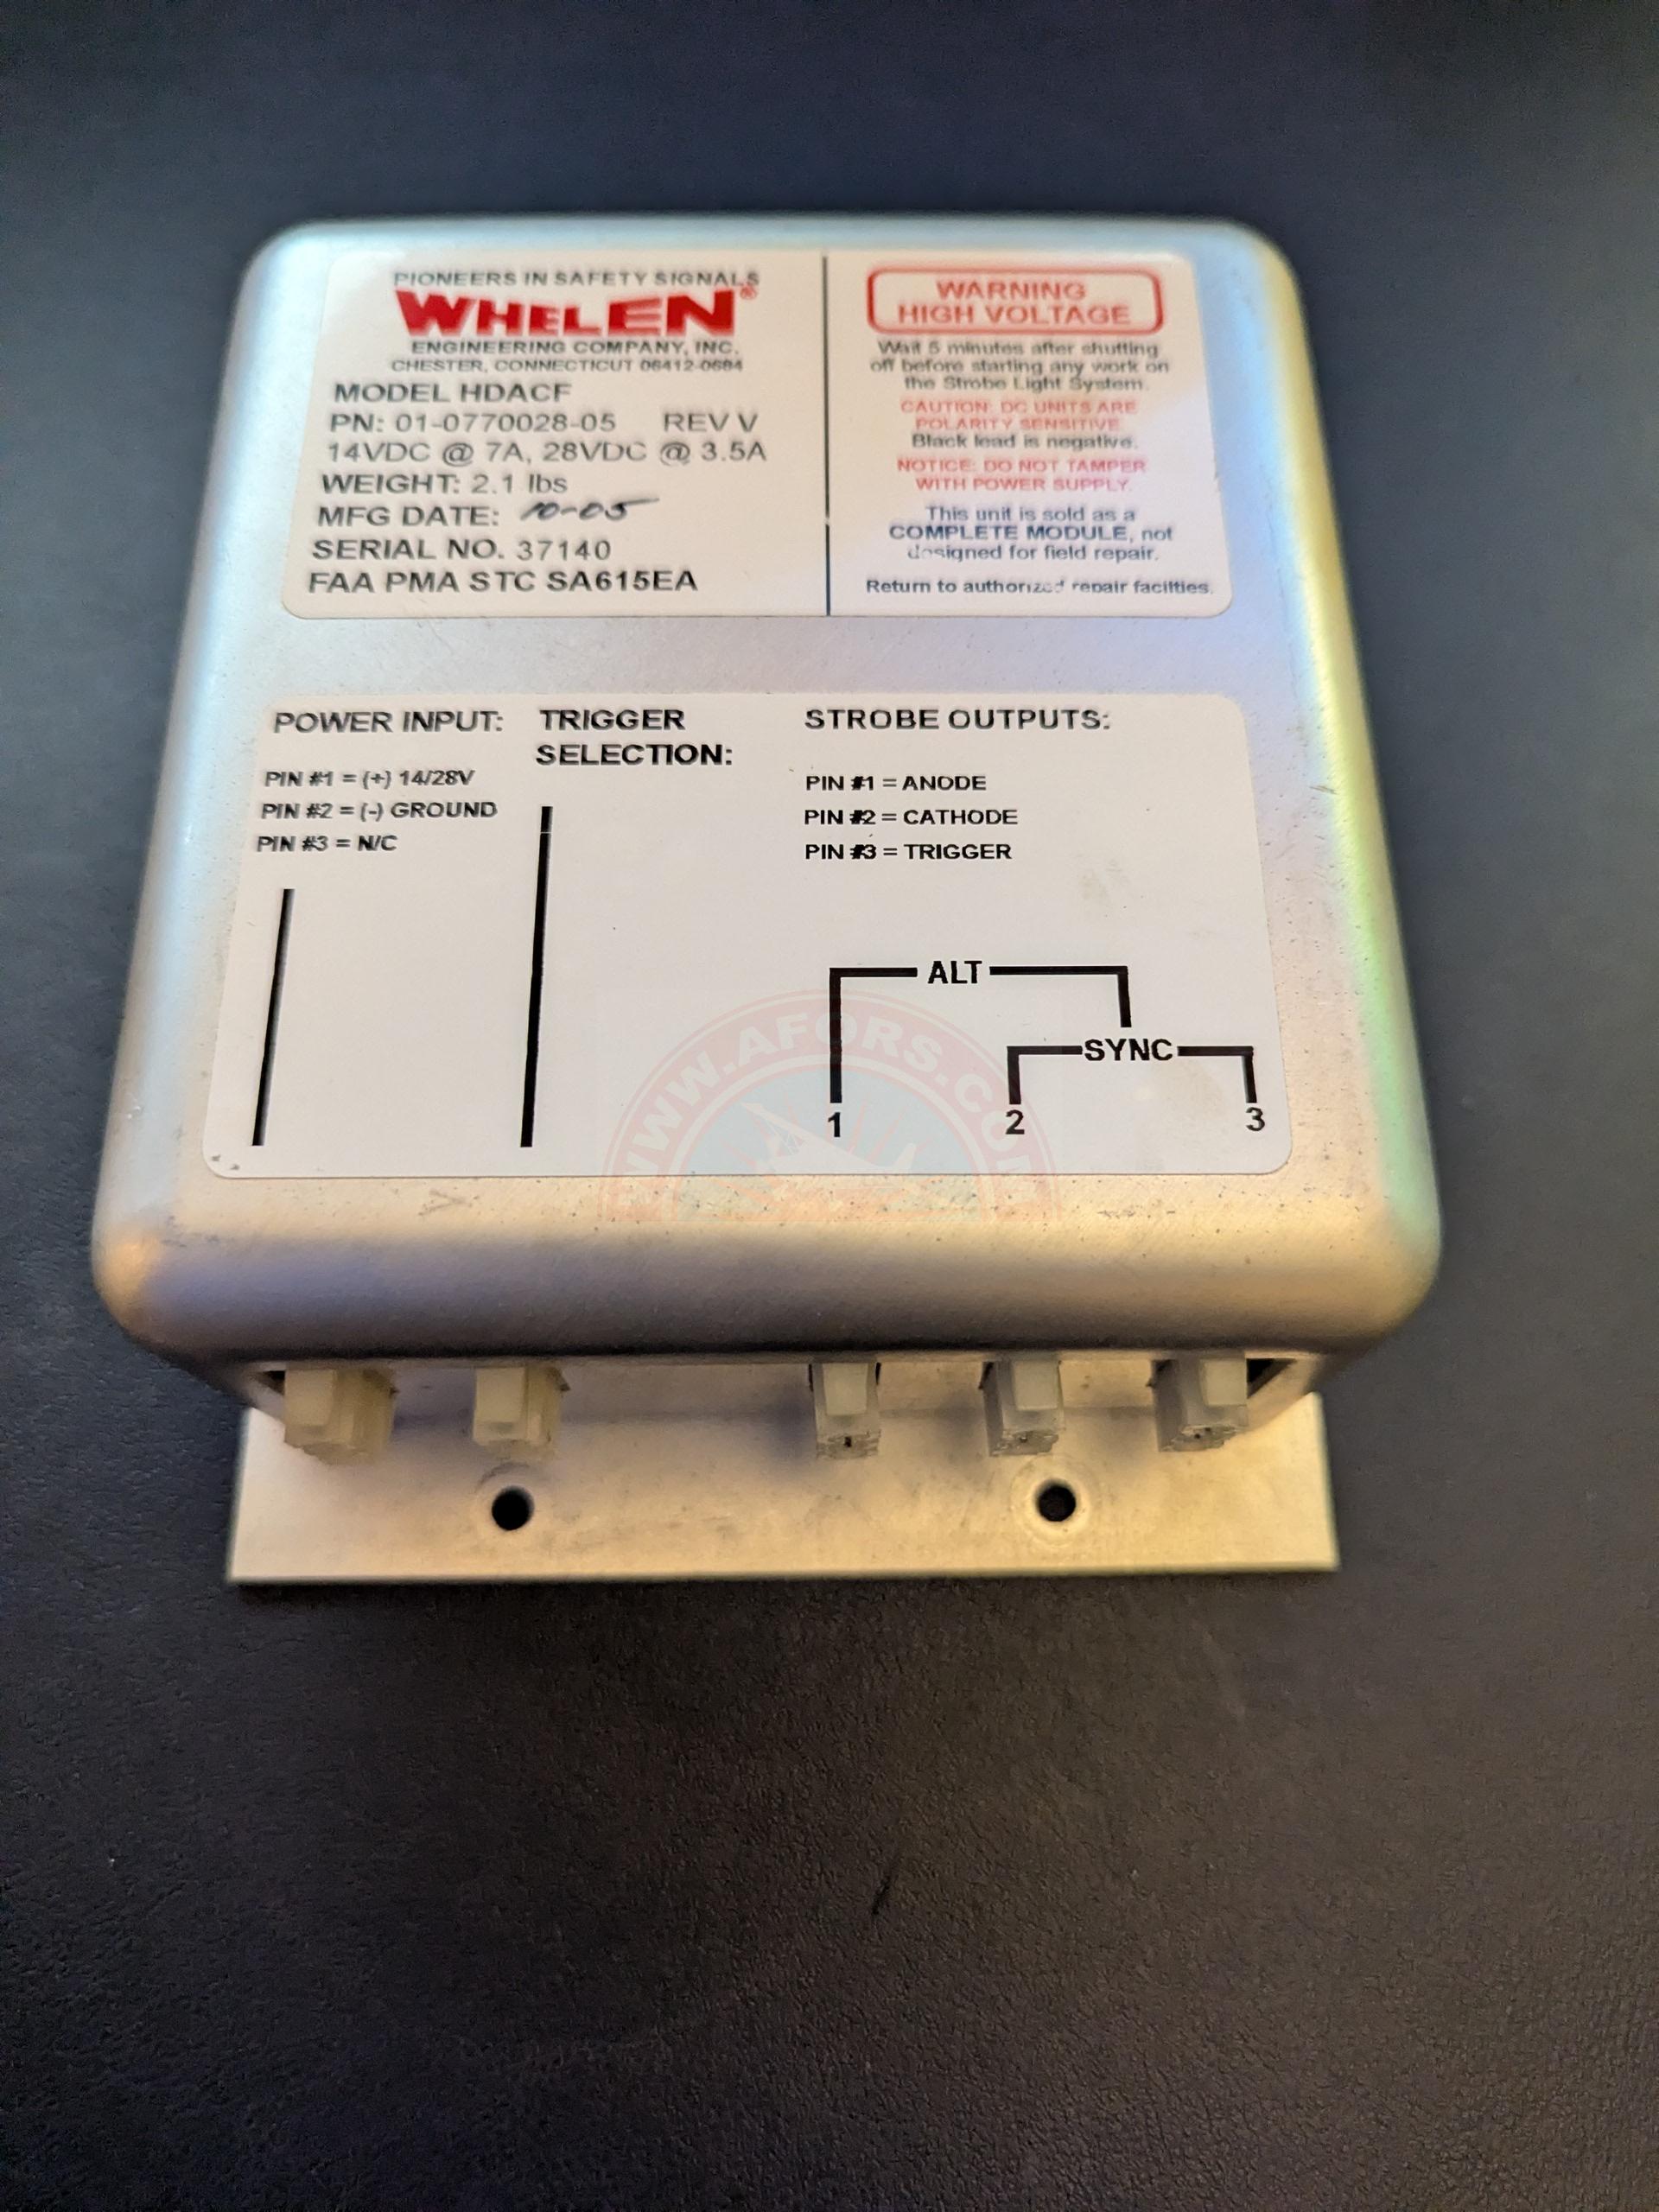 PIONEERS IN SAFETY SIGNALS
WHELEN®
ENGINEERING COMPANY, INC.
CHESTER, CONNECTICUT 06412-0684
MODEL HDACF
PN: 01-0770028-05 REV V
14VDC @ 7A, 28VDC @ 3.5A
WEIGHT: 2.1 lbs
MFG DATE: 10-05
SERIAL NO. 37140
FAA PMA STC SA615EA
WARNING
HIGH VOLTAGE
Wait 5 minutes after shutting
off before starting any work on
the Strobe Light System.
CAUTION: DC UNITS ARE
POLARITY SENSITIVE
Black lead is negative.
NOTICE: DO NOT TAMPER
WITH POWER SUPPLY.
This unit is sold as a
COMPLETE MODULE, not
designed for field repair.
Return to authorized repair facilties.
POWER INPUT:
PIN #1 = (+) 14/28V
PIN #2 = (-) GROUND
PIN #3 = N/C
TRIGGER
SELECTION:
STROBE OUTPUTS:
PIN #1 = ANODE
PIN #2 = CATHODE
PIN #3 = TRIGGER
ALT
SYNC
1 2 3
WWW.AFORS.COM